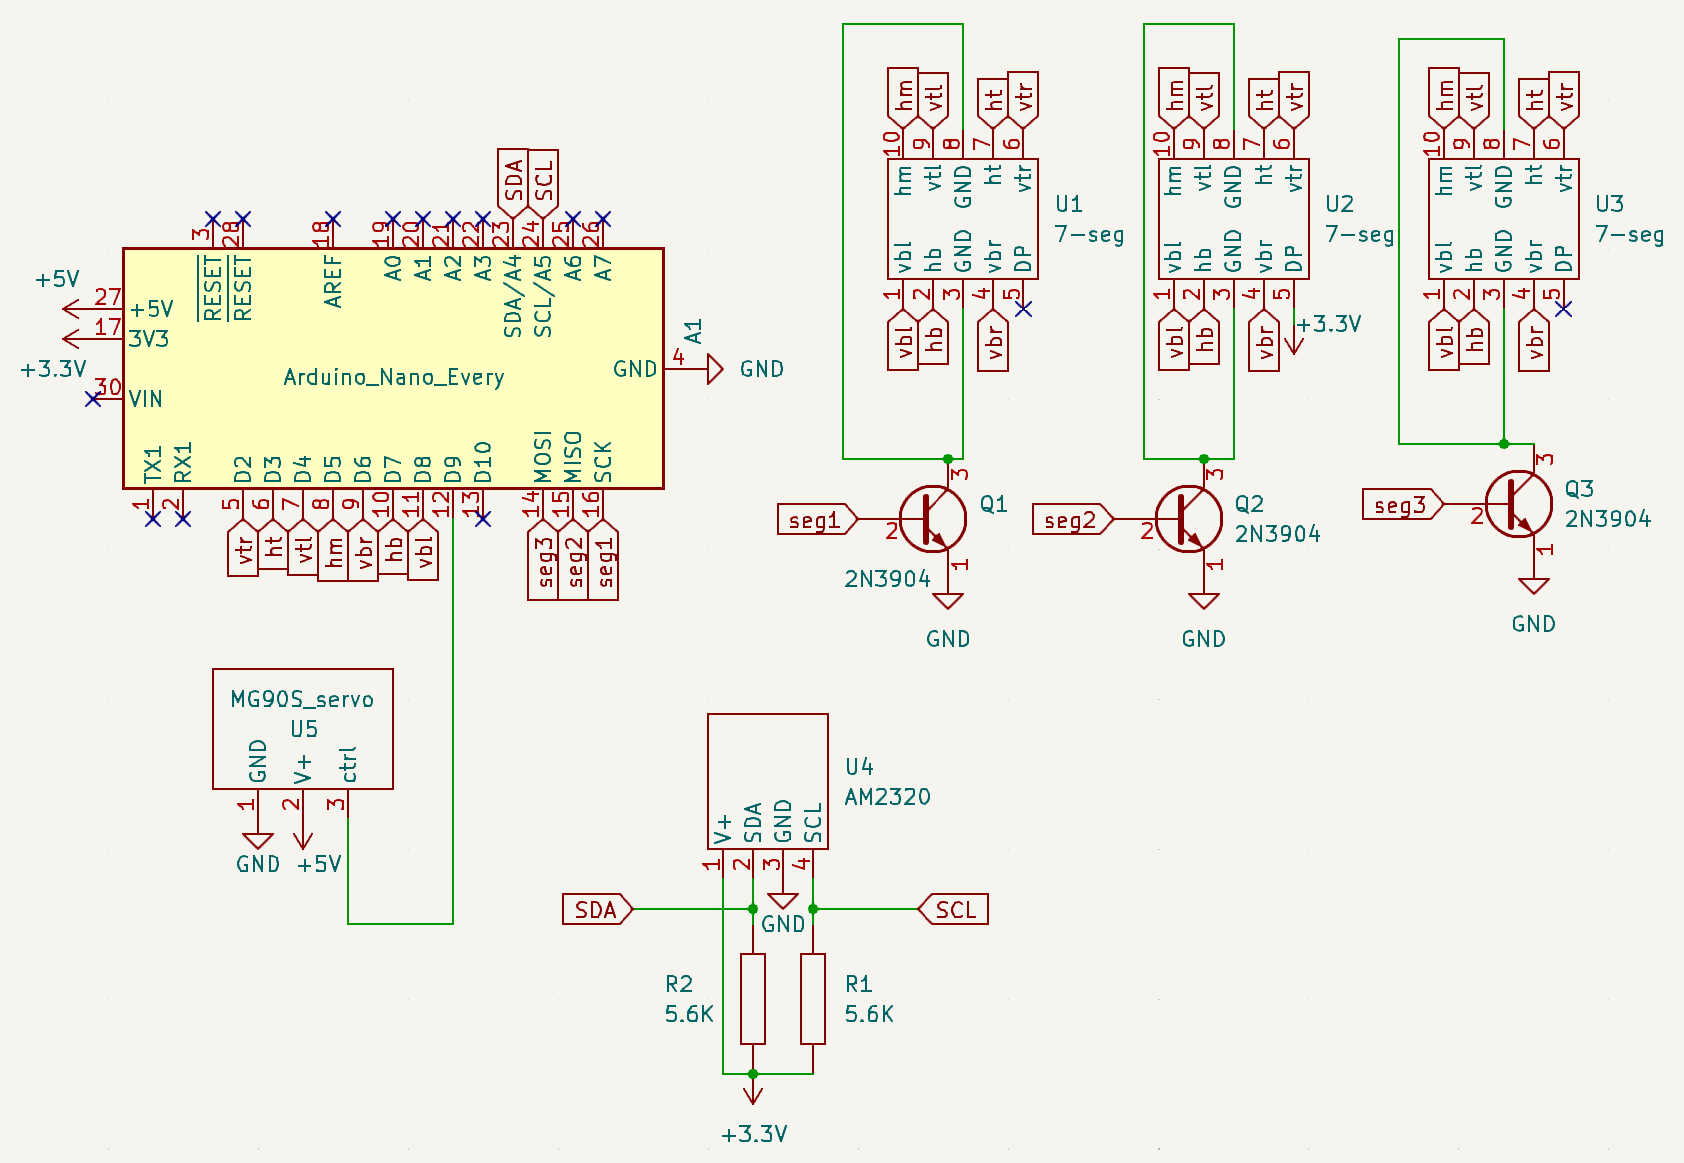 SDA
SCL
3
28
18
19
20
21
22
23
24
25
26
RESET
RESET
AREF
A0
A1
A2
A3
SDA/A4
SCL/A5
A6
A7
+5V
27
+5V
17
3V3
+3.3V
30
VIN
Arduino_Nano_Every
A1
GND
4
GND
TX1
RX1
D2
D3
D4
D5
D6
D7
D8
D9
D10
MOSI
MISO
SCK
1
2
5
6
7
8
9
10
11
12
13
14
15
16
vtr
ht
vtl
hm
vbr
hb
vbl
seg3
seg2
seg1
hm
vtl
ht
vtr
10
9
8
7
6
hm
vtl
GND
ht
vtr
U1
7-seg
vbl
hb
GND
vbr
DP
1
2
3
4
5
vbl
hb
vbr
hm
vtl
ht
vtr
10
9
8
7
6
hm
vtl
GND
ht
vtr
U2
7-seg
vbl
hb
GND
vbr
DP
1
2
3
4
5
+3.3V
vbl
hb
vbr
hm
vtl
ht
vtr
10
9
8
7
6
hm
vtl
GND
ht
vtr
U3
7-seg
vbl
hb
GND
vbr
DP
1
2
3
4
5
vbl
hb
vbr
seg1
2
3
Q1
2N3904
1
GND
seg2
2
3
Q2
2N3904
1
GND
seg3
2
3
Q3
2N3904
1
GND
MG90S_servo
U5
GND
V+
ctrl
1
2
3
GND
+5V
U4
AM2320
V+
SDA
GND
SCL
1
2
3
4
SDA
GND
SCL
R2
5.6K
R1
5.6K
+3.3V